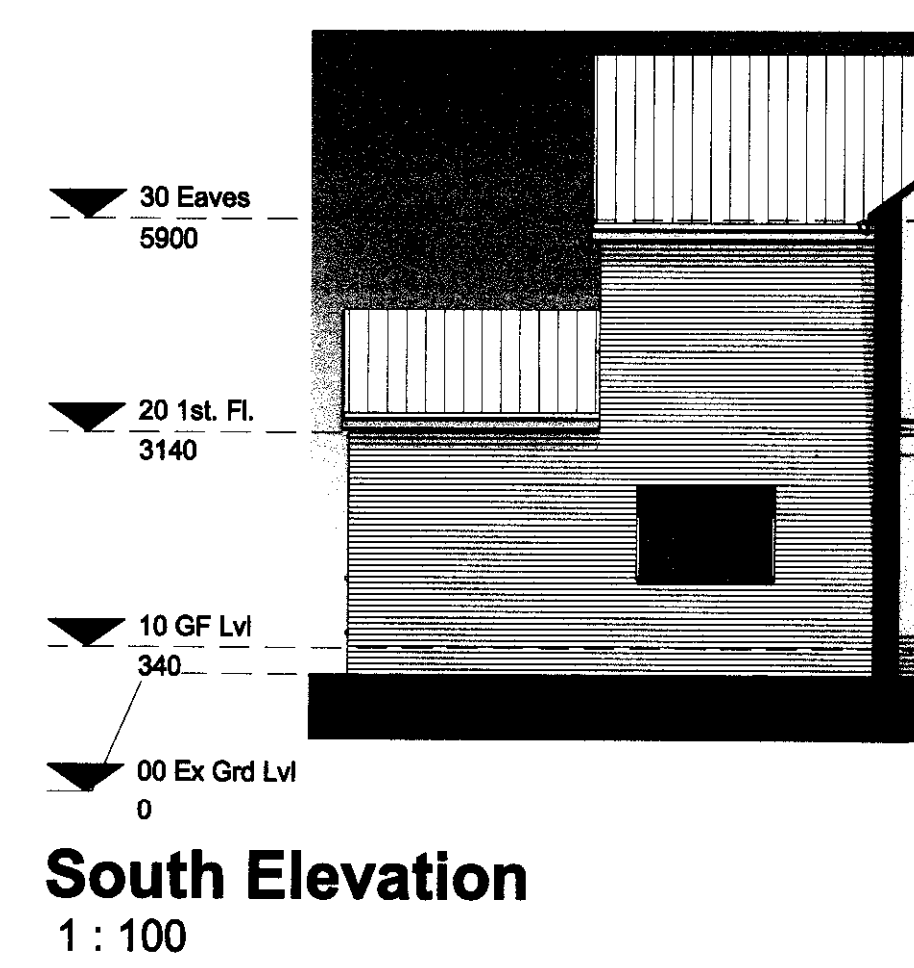 30 Eaves
5900
20 1st. Fl.
3140
10 GF Lvl
340
00 Ex Grd Lvl
0
South Elevation
1 : 100